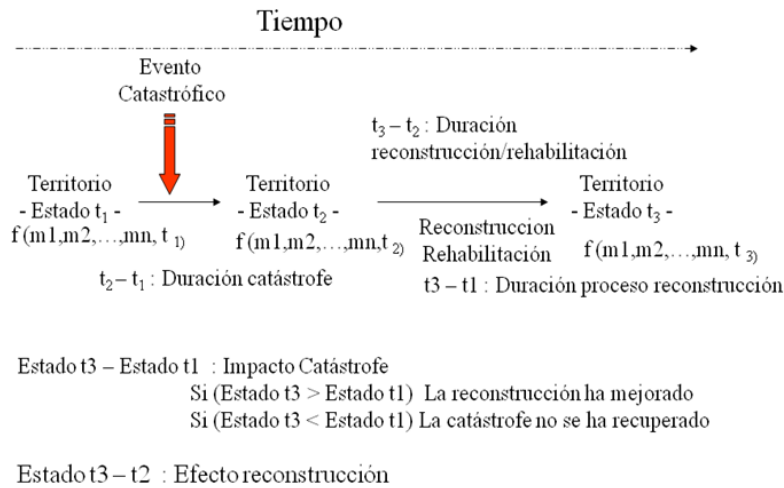 Tiempo
Evento
Catastrófico
t3 – t2 : Duración
reconstrucción/rehabilitación
Territorio
- Estado t1 -
f (m1,m2,…,mn, t 1)
Territorio
- Estado t2 -
f (m1,m2,…,mn,t 2)
Reconstruccion
Rehabilitación
Territorio
- Estado t3 -
f (m1,m2,…,mn, t 3)
t2– t1 : Duración catástrofe
t3 – t1 : Duración proceso reconstrucción
Estado t3 – Estado t1 : Impacto Catástrofe
Si (Estado t3 > Estado t1) La reconstrucción ha mejorado
Si (Estado t3 < Estado t1) La catástrofe no se ha recuperado
Estado t3 – t2 : Efecto reconstrucción